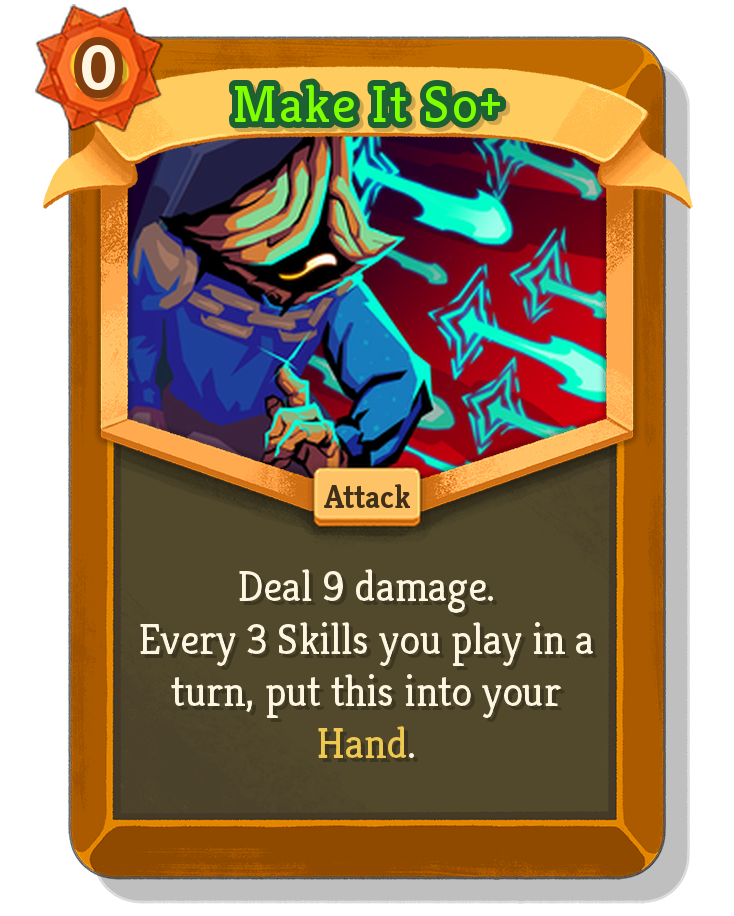 0
Make It So+
Attack
Deal 9 damage.
Every 3 Skills you play in a
turn, put this into your
Hand.